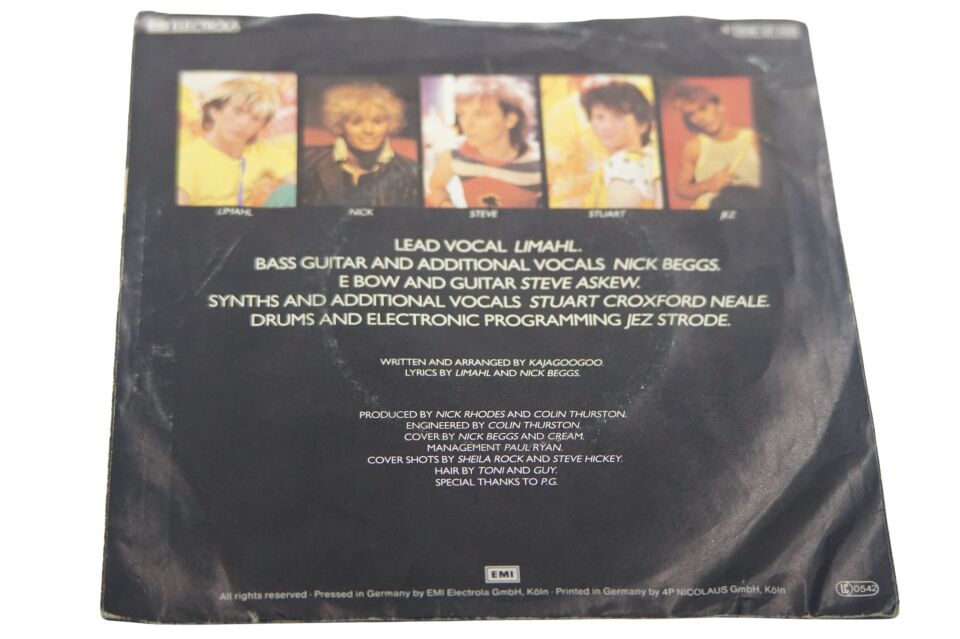 ELECTROLA
LIMAHL NICK STEVE STUART JEZ
LEAD VOCAL LIMAHL.
BASS GUITAR AND ADDITIONAL VOCALS NICK BEGGS.
E BOW AND GUITAR STEVE ASKEW.
SYNTHS AND ADDITIONAL VOCALS STUART CROXFORD NEALE.
DRUMS AND ELECTRONIC PROGRAMMING JEZ STRODE.
WRITTEN AND ARRANGED BY KAJAGOOGOO.
LYRICS BY LIMAHL AND NICK BEGGS.
PRODUCED BY NICK RHODES AND COLIN THURSTON.
ENGINEERED BY COLIN THURSTON.
COVER BY NICK BEGGS AND CREAM.
MANAGEMENT PAUL RYAN.
COVER SHOTS BY SHEILA ROCK AND STEVE HICKEY.
HAIR BY TONI AND GUY.
SPECIAL THANKS TO P.G.
EMI
All rights reserved · Pressed in Germany by EMI Electrola GmbH, Köln · Printed in Germany by 4P NICOLAUS GmbH, Köln
LC 0542